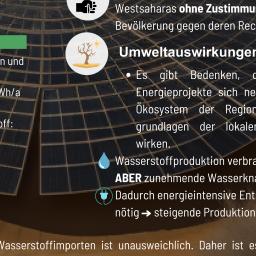 Westsaharas ohne Zustimmu
Bevölkerung gegen deren Rec
Umweltauswirkungen
• Es gibt Bedenken, d
Energieprojekte sich ne
Ökosystem der Region
grundlagen der lokalen
wirken.
Wasserstoffproduktion verbra
ABER zunehmende Wasserkna
Dadurch energieintensive Ent
nötig ➔ steigende Produktion
n und
Wh/a
off:
Wasserstoffimporten ist unausweichlich. Daher ist es